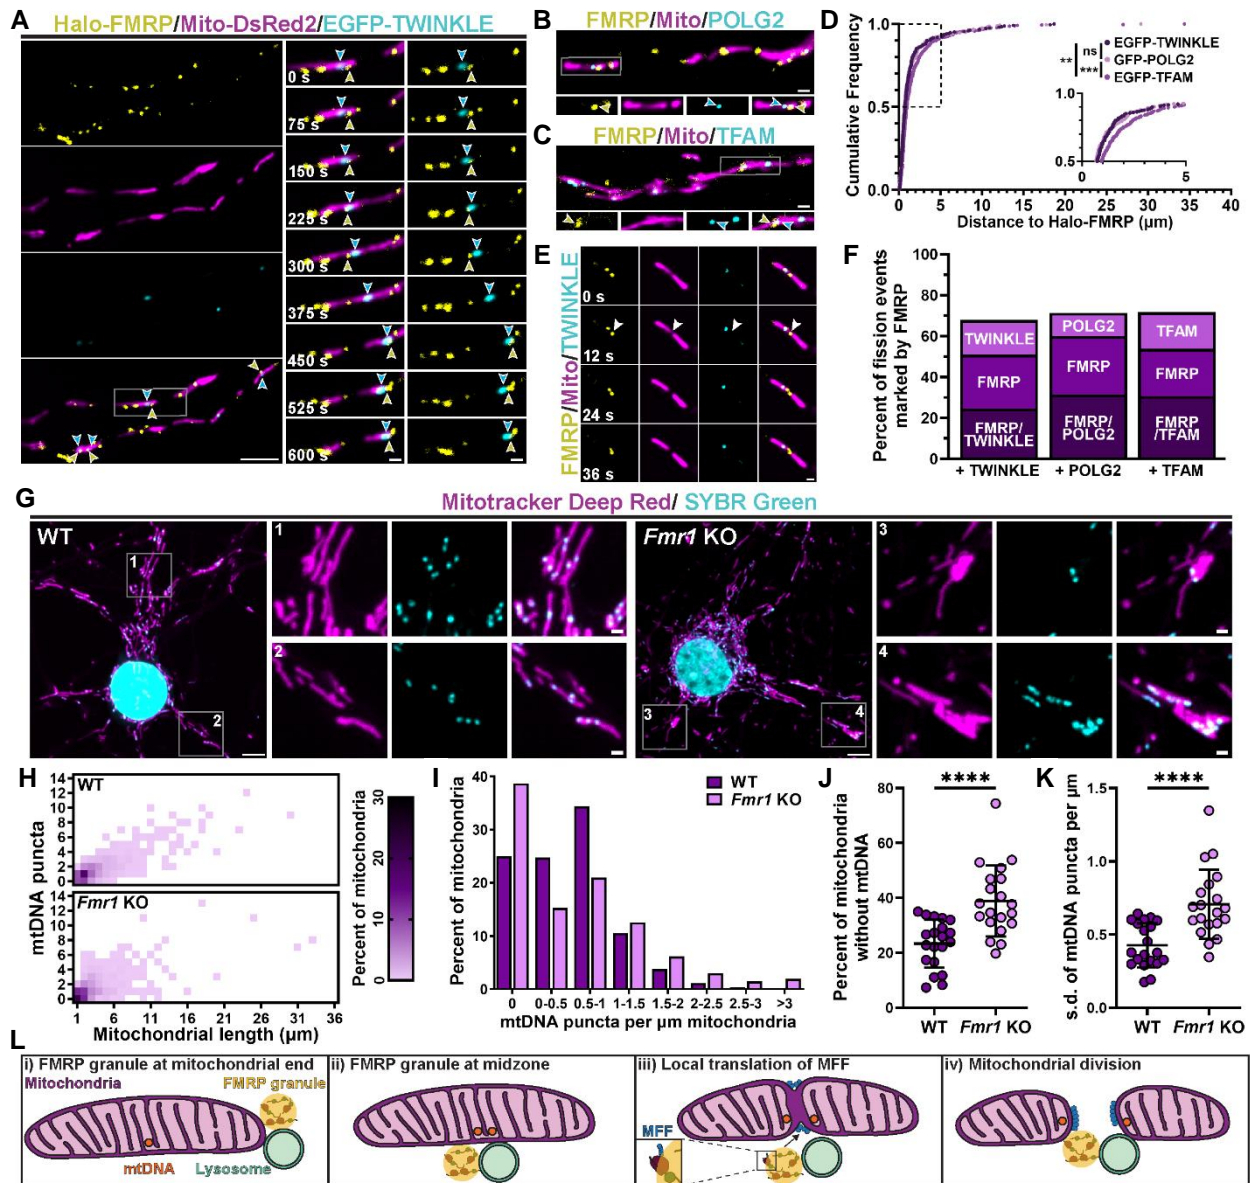 A
Halo-FMRP/Mito-DsRed2/EGFP-TWINKLE
0 s
75 s
150 s
225 s
300 s
375 s
450 s
525 s
600 s
B
FMRP/Mito/POLG2
C
FMRP/Mito/TFAM
D
Cumulative Frequency
1.0
0.5
0.0
0 5 10 15 20 25 30 35 40
Distance to Halo-FMRP (µm)
** ns
***
EGFP-TWINKLE
GFP-POLG2
EGFP-TFAM
1.0
0.5
0 5
E
FMRP/Mito/TWINKLE
0 s
12 s
24 s
36 s
F
Percent of fission events
marked by FMRP
100
80
60
40
20
0
TWINKLE
FMRP
FMRP/
TWINKLE
POLG2
FMRP
FMRP/
POLG2
TFAM
FMRP
FMRP
/TFAM
+ TWINKLE + POLG2 + TFAM
G
Mitotracker Deep Red/ SYBR Green
WT
1
2
1
2
Fmr1 KO
3
4
3
4
H
mtDNA puncta
WT
14
12
10
8
6
4
2
0
Fmr1 KO
14
12
10
8
6
4
2
0
1 6 11 16 21 26 31 36
Mitochondrial length (µm)
Percent of mitochondria
0 10 20 30
I
Percent of mitochondria
40
30
20
10
0
WT
Fmr1 KO
0 0-0.5 0.5-1 1-1.5 1.5-2 2-2.5 2.5-3 >3
mtDNA puncta per µm mitochondria
J
Percent of mitochondria
without mtDNA
80
60
40
20
0
****
WT Fmr1 KO
K
s.d. of mtDNA puncta per µm
1.5
1.0
0.5
0.0
****
WT Fmr1 KO
L
i) FMRP granule at mitochondrial end
Mitochondria
FMRP granule
mtDNA
Lysosome
ii) FMRP granule at midzone
iii) Local translation of MFF
MFF
iv) Mitochondrial division